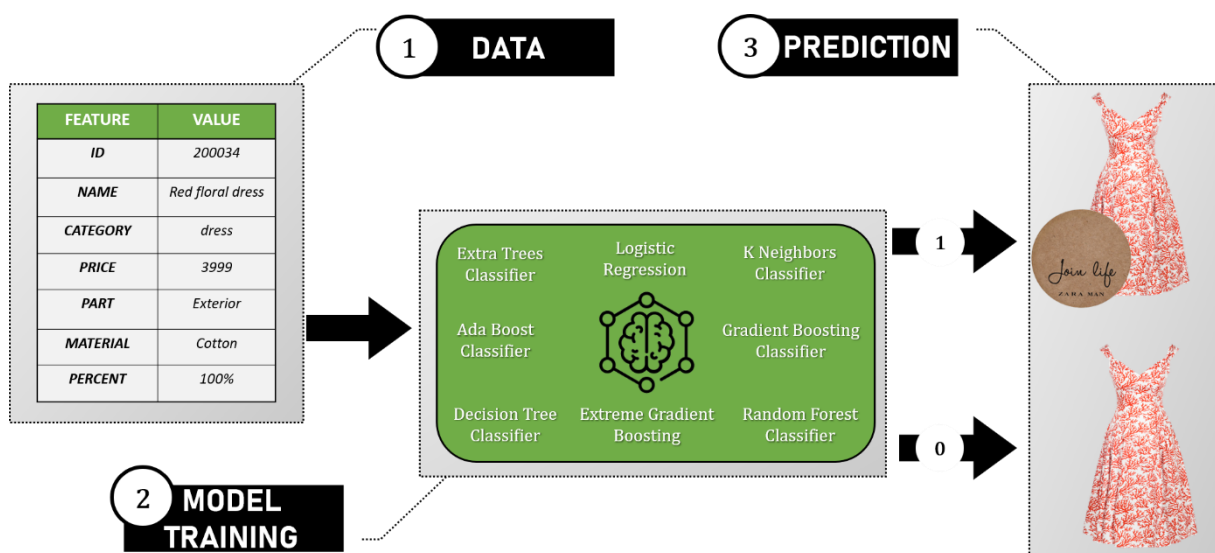 1 DATA
3 PREDICTION
FEATURE VALUE
ID 200034
NAME Red floral dress
CATEGORY dress
PRICE 3999
PART Exterior
MATERIAL Cotton
PERCENT 100%
Extra Trees
Classifier
Logistic
Regression
K Neighbors
Classifier
Ada Boost
Classifier
Gradient Boosting
Classifier
Decision Tree
Classifier
Extreme Gradient
Boosting
Random Forest
Classifier
1
0
Join life
ZARA MAN
2 MODEL
TRAINING